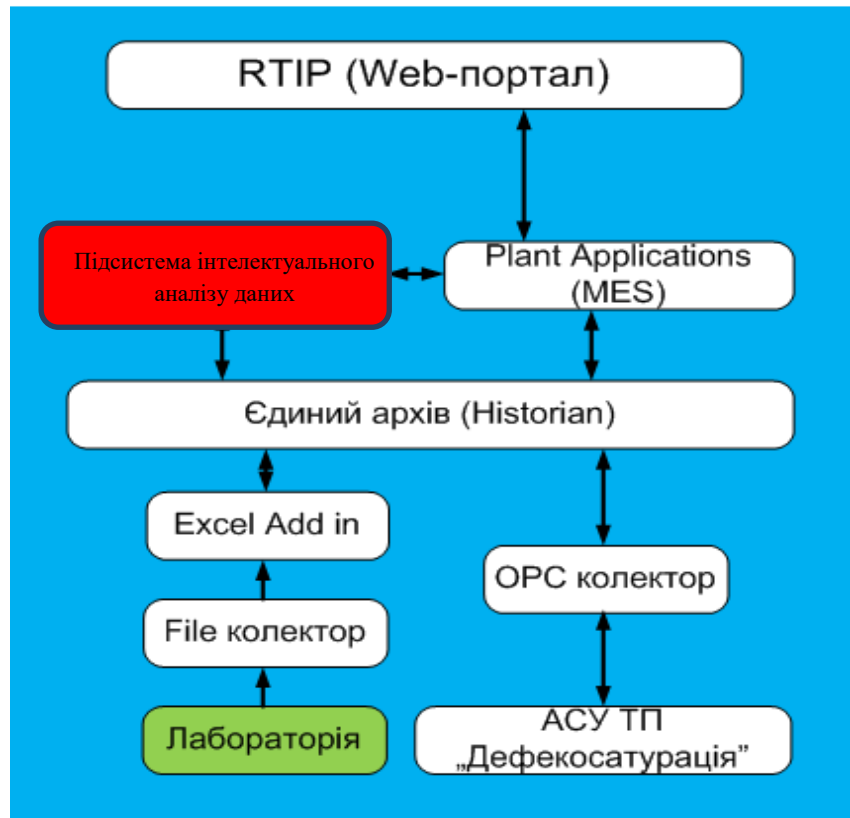 RTIP (Web-портал)
Підсистема інтелектуального
аналізу даних
Plant Applications
(MES)
Єдиний архів (Historian)
Excel Add in
OPC колектор
File колектор
Лабораторія
АСУ ТП
„Дефекосатурація”